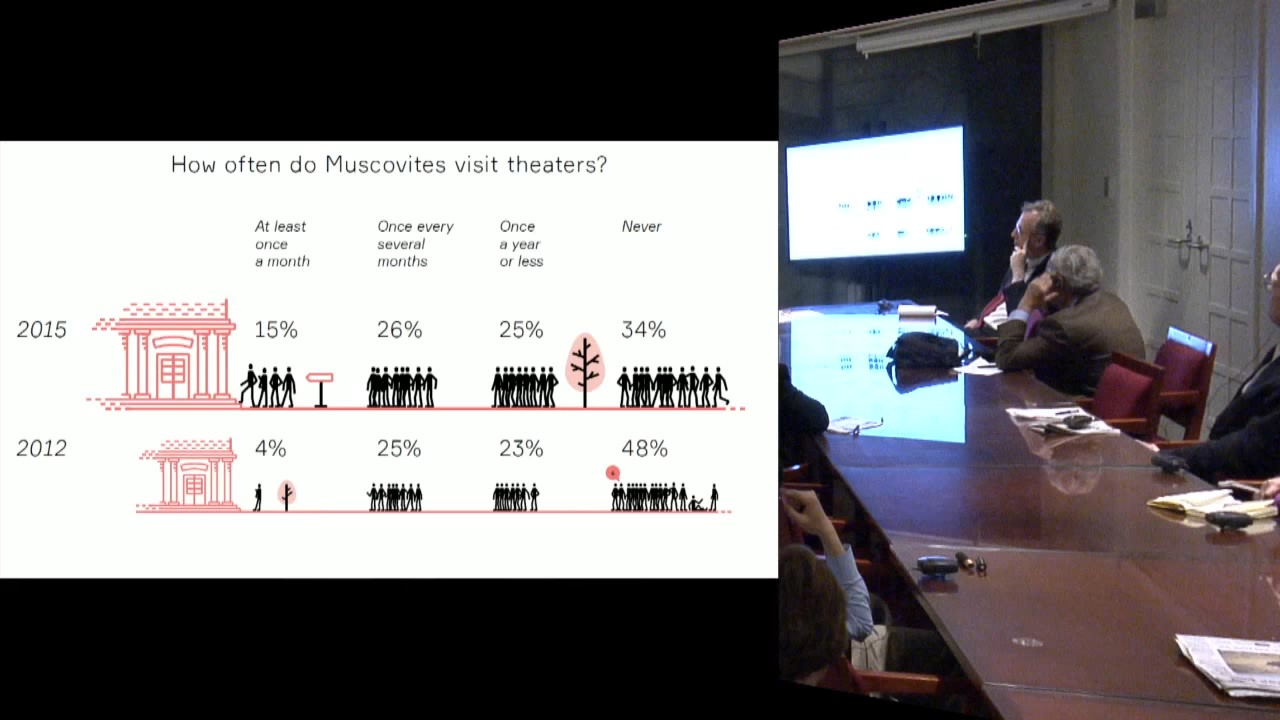 How often do Muscovites visit theaters?
At least
once
a month
Once every
several
months
Once
a year
or less
Never
2015
15%
26%
25%
34%
2012
4%
25%
23%
48%